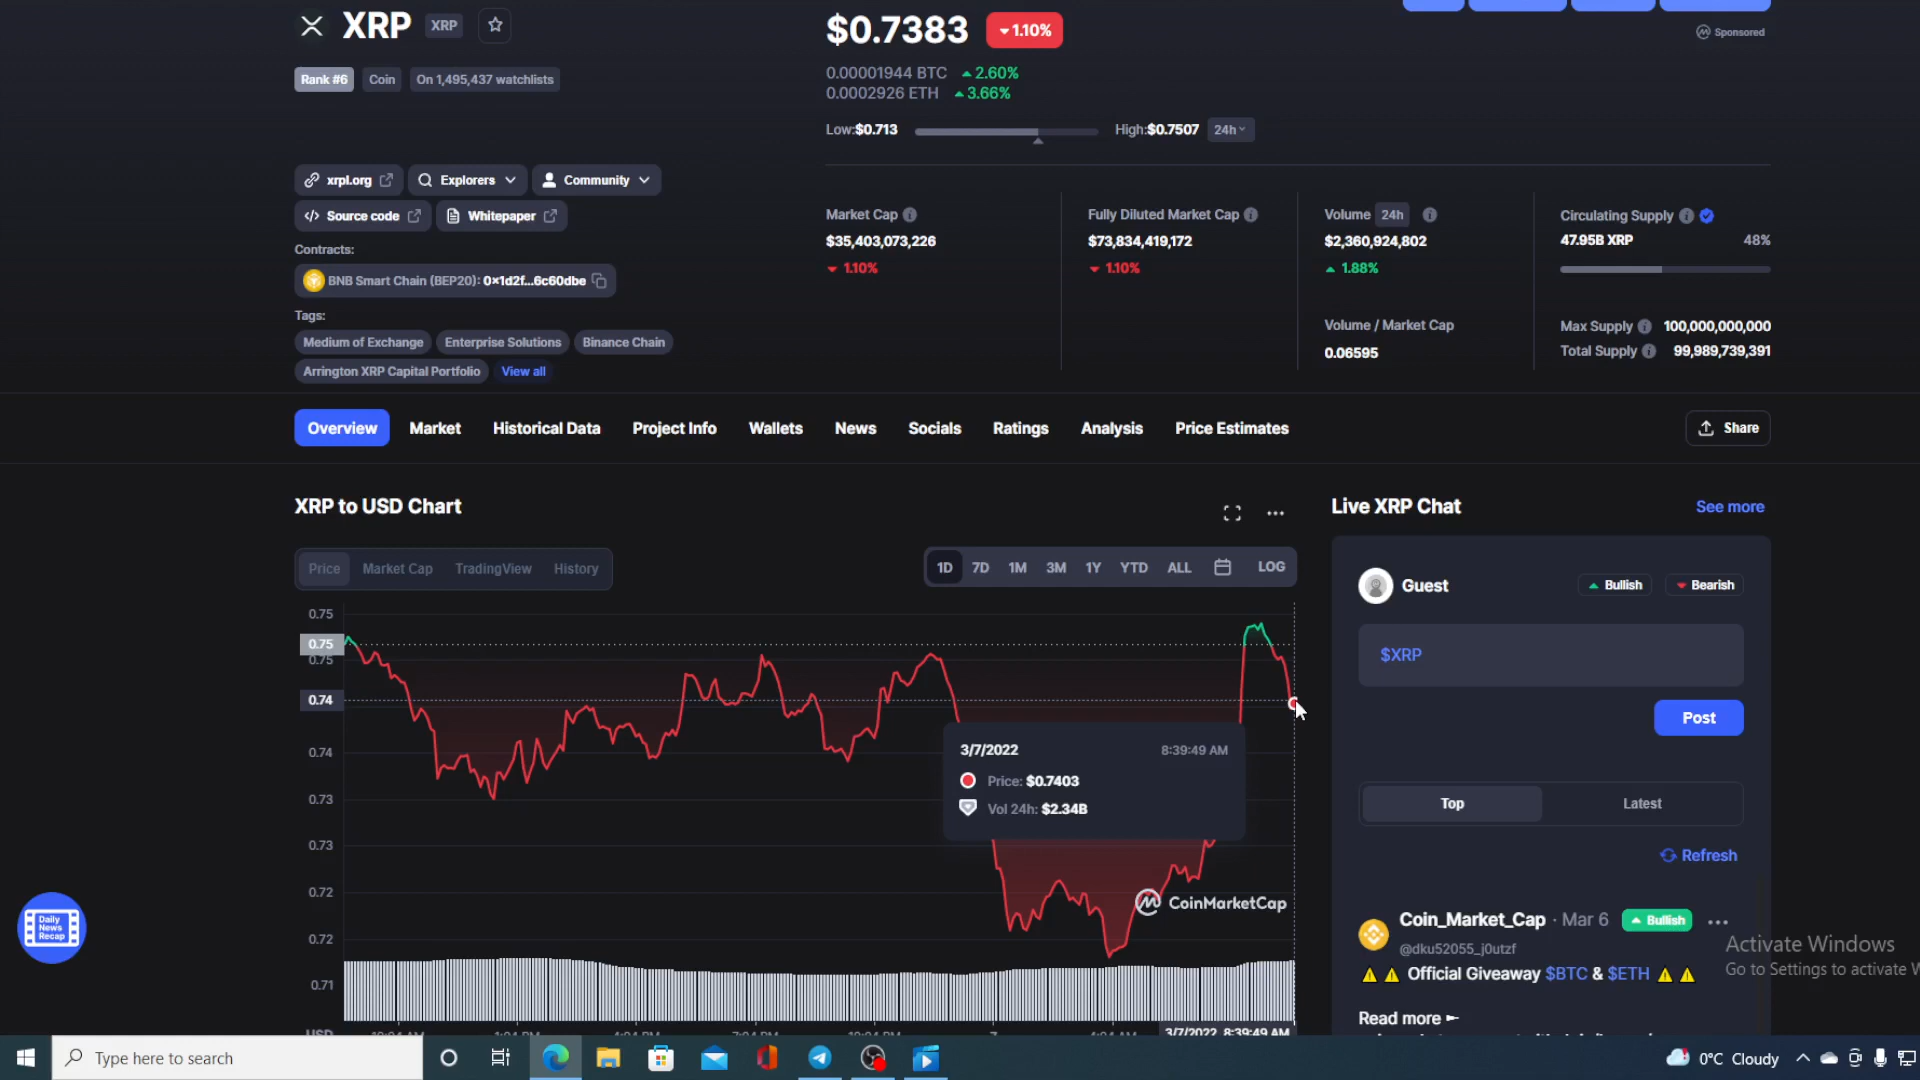 XRP XRP
Rank #6 Coin On 1,495,437 watchlists
xrpl.org Explorers Community
Source code Whitepaper
Contracts:
BNB Smart Chain (BEP20): 0x1d2f...6c60dbe
Tags:
Medium of Exchange Enterprise Solutions Binance Chain
Arrington XRP Capital Portfolio View all
$0.7383 1.10%
0.00001944 BTC 2.60%
0.0002926 ETH 3.66%
Low:$0.713 High:$0.7507 24h
Sponsored
Market Cap
$35,403,073,226
1.10%
Fully Diluted Market Cap
$73,834,419,172
1.10%
Volume 24h
$2,360,924,802
1.88%
Volume / Market Cap
0.06595
Circulating Supply
47.95B XRP 48%
Max Supply 100,000,000,000
Total Supply 99,989,739,391
Overview Market Historical Data Project Info Wallets News Socials Ratings Analysis Price Estimates Share
XRP to USD Chart
Price Market Cap TradingView History
1D 7D 1M 3M 1Y YTD ALL LOG
0.75
0.75
0.75
0.74
0.74
0.73
0.73
0.72
0.72
0.71
3/7/2022 8:39:49 AM
Price: $0.7403
Vol 24h: $2.34B
CoinMarketCap
3/7/2022 8:39:49 AM
Live XRP Chat See more
Guest Bullish Bearish
$XRP
Post
Top Latest
Refresh
Coin_Market_Cap · Mar 6 Bullish
@dku52055_j0utzf
Official Giveaway $BTC & $ETH
Read more
Activate Windows
Go to Settings to activate W
Daily
News
Recap
Type here to search
0°C Cloudy